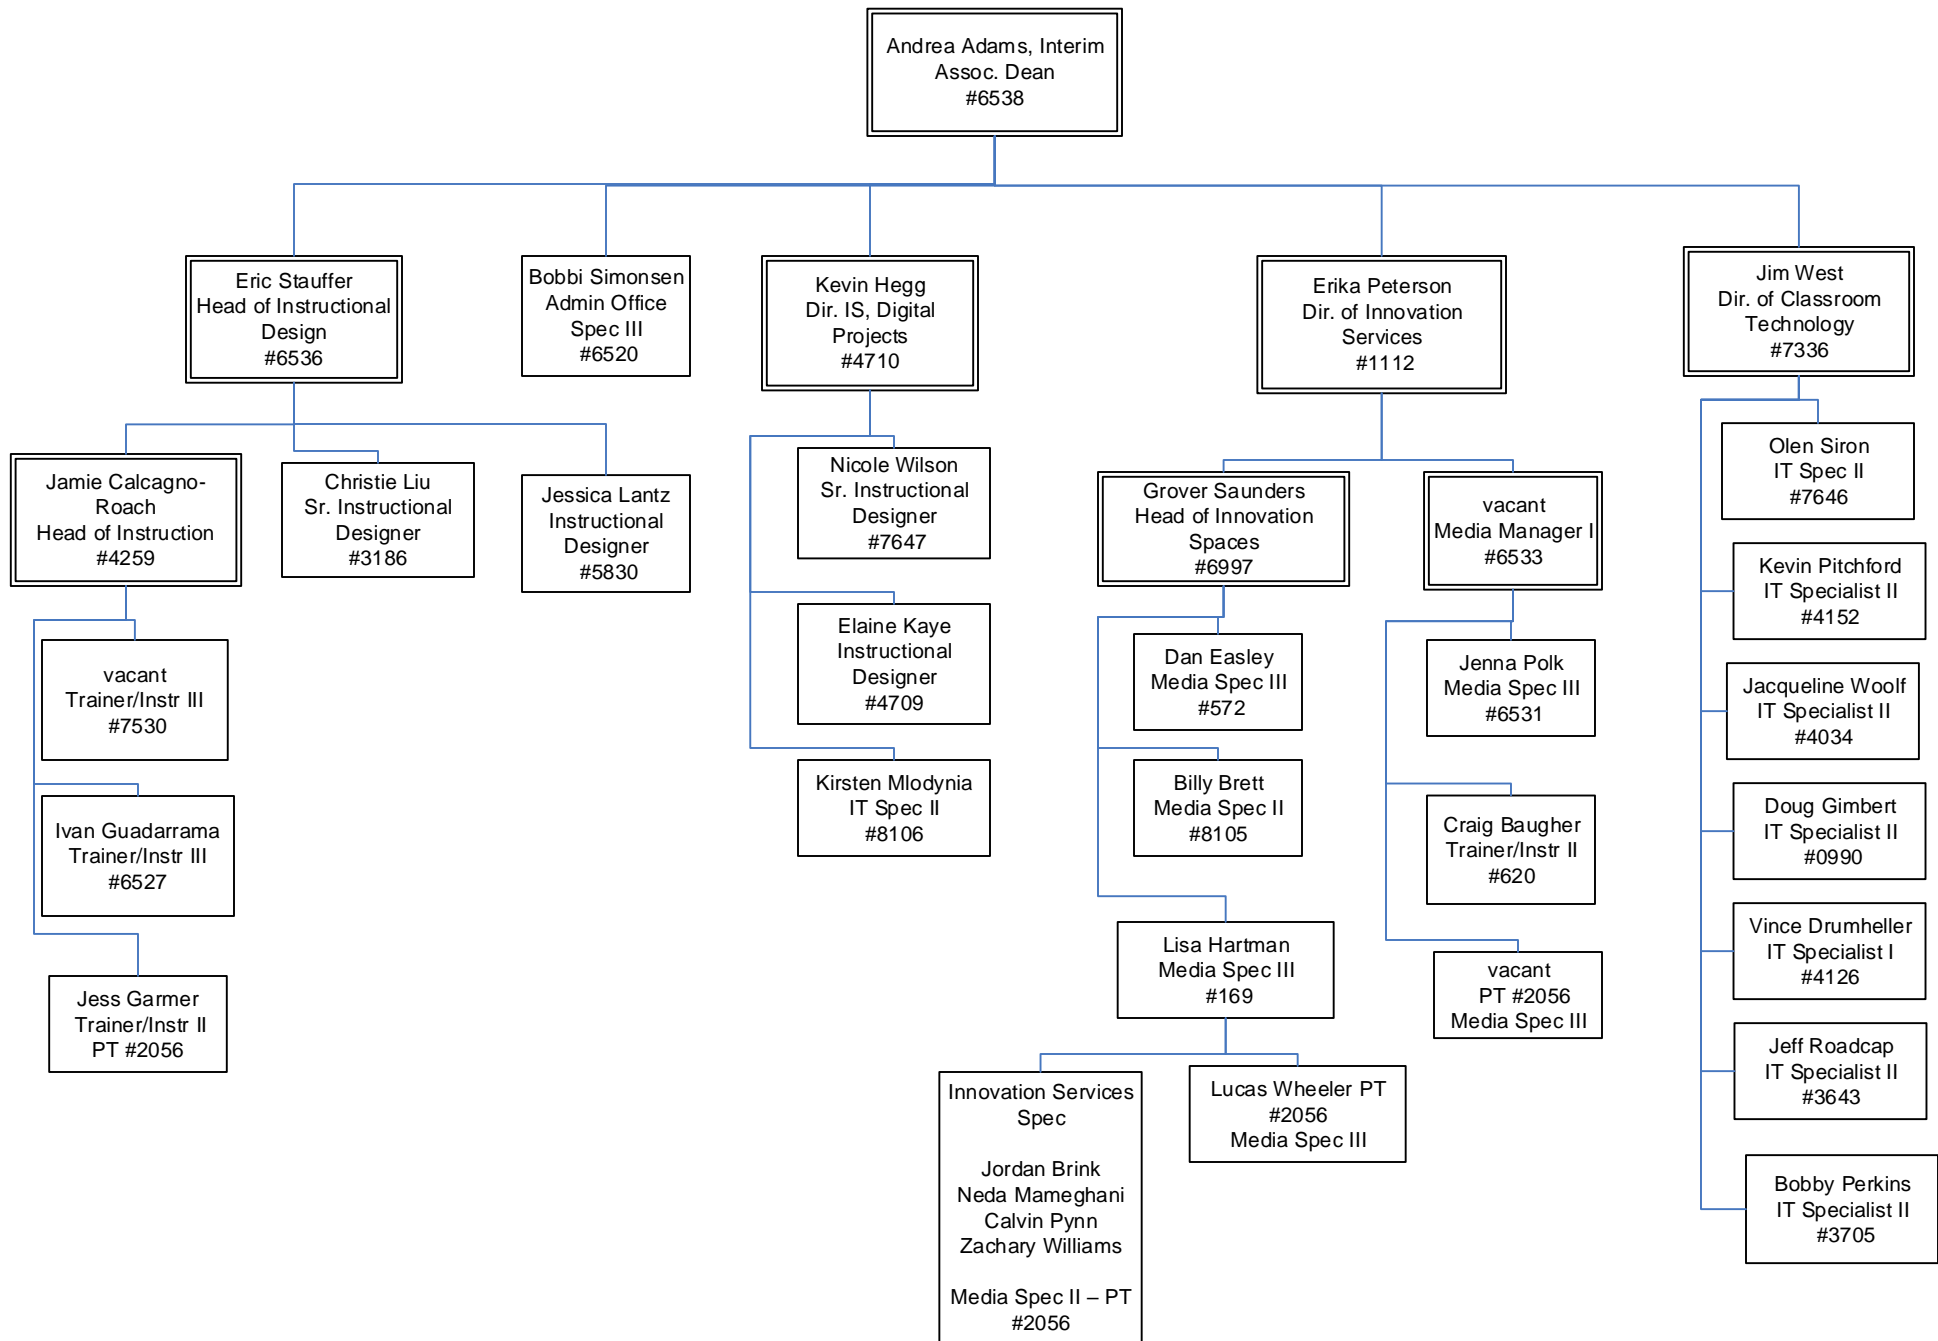 Andrea Adams, Interim
Assoc. Dean
#6538
Eric Stauffer
Head of Instructional
Design
#6536
Bobbi Simonsen
Admin Office
Spec III
#6520
Kevin Hegg
Dir. IS, Digital
Projects
#4710
Erika Peterson
Dir. of Innovation
Services
#1112
Jim West
Dir. of Classroom
Technology
#7336
Jamie Calcagno-
Roach
Head of Instruction
#4259
Christie Liu
Sr. Instructional
Designer
#3186
Jessica Lantz
Instructional
Designer
#5830
Nicole Wilson
Sr. Instructional
Designer
#7647
Grover Saunders
Head of Innovation
Spaces
#6997
vacant
Media Manager I
#6533
Olen Siron
IT Spec II
#7646
vacant
Trainer/Instr III
#7530
Elaine Kaye
Instructional
Designer
#4709
Dan Easley
Media Spec III
#572
Jenna Polk
Media Spec III
#6531
Kevin Pitchford
IT Specialist II
#4152
Jacqueline Woolf
IT Specialist II
#4034
Ivan Guadarrama
Trainer/Instr III
#6527
Kirsten Mlodynia
IT Spec II
#8106
Billy Brett
Media Spec II
#8105
Craig Baugher
Trainer/Instr II
#620
Doug Gimbert
IT Specialist II
#0990
Jess Garmer
Trainer/Instr II
PT #2056
Lisa Hartman
Media Spec III
#169
vacant
PT #2056
Media Spec III
Vince Drumheller
IT Specialist I
#4126
Innovation Services
Spec
Jordan Brink
Neda Mameghani
Calvin Pynn
Zachary Williams
Media Spec II – PT
#2056
Lucas Wheeler PT
#2056
Media Spec III
Jeff Roadcap
IT Specialist II
#3643
Bobby Perkins
IT Specialist II
#3705